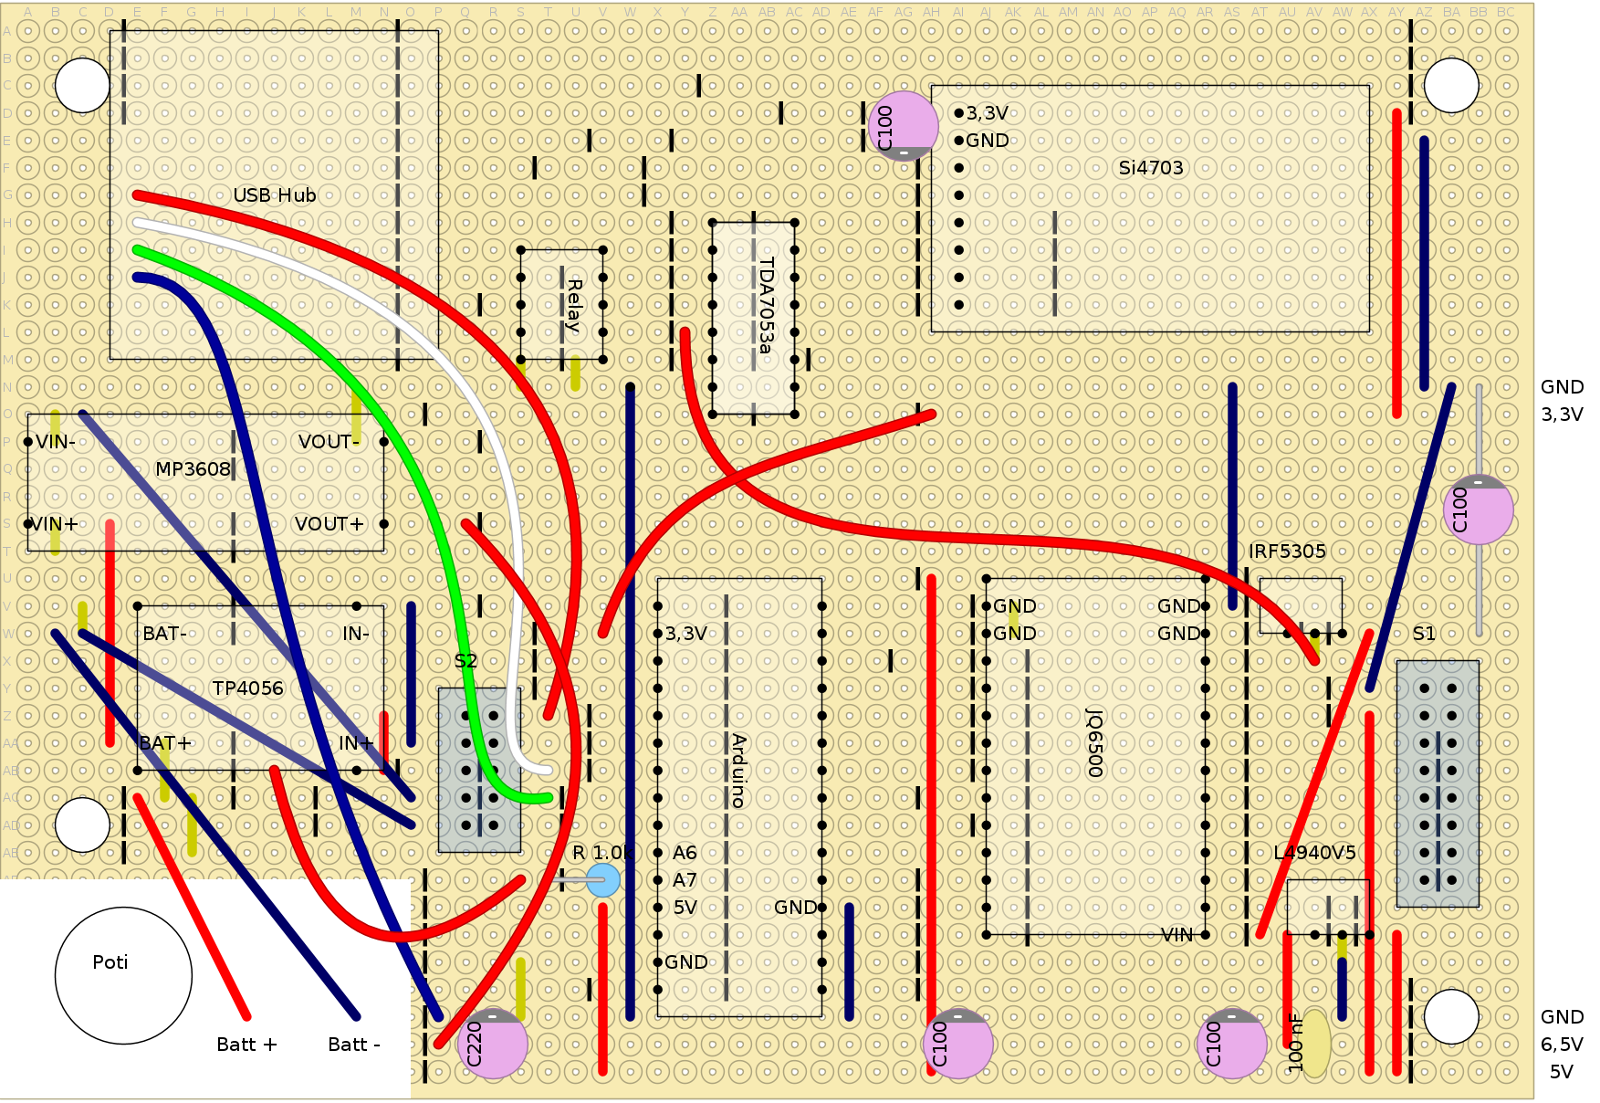 A B C D E F G H I J K L M N O P Q R S T U V W X Y Z AA AB AC AD AE AF AG AH AI AJ AK AL AM AN AO AP AQ AR AS AT AU AV AW AX AY AZ BA BB BC
A
B
C
D
E
F
G
H
I
J
K
L
M
N
O
P
Q
R
S
T
U
V
W
X
Y
Z
AA
AB
AC
AD
AE
C100
3,3V
GND
Si4703
USB Hub
Relay
TDA7053a
GND
3,3V
VIN-
VOUT-
MP3608
VIN+
VOUT+
C100
IRF5305
BAT-
IN-
TP4056
BAT+
IN+
S2
3,3V
Arduino
A6
A7
5V
GND
GND
GND
GND
GND
GND
JQ6500
VIN
S1
L4940V5
R 1.0k
Poti
Batt +
Batt -
C220
C100
C100
100 nF
GND
6,5V
5V